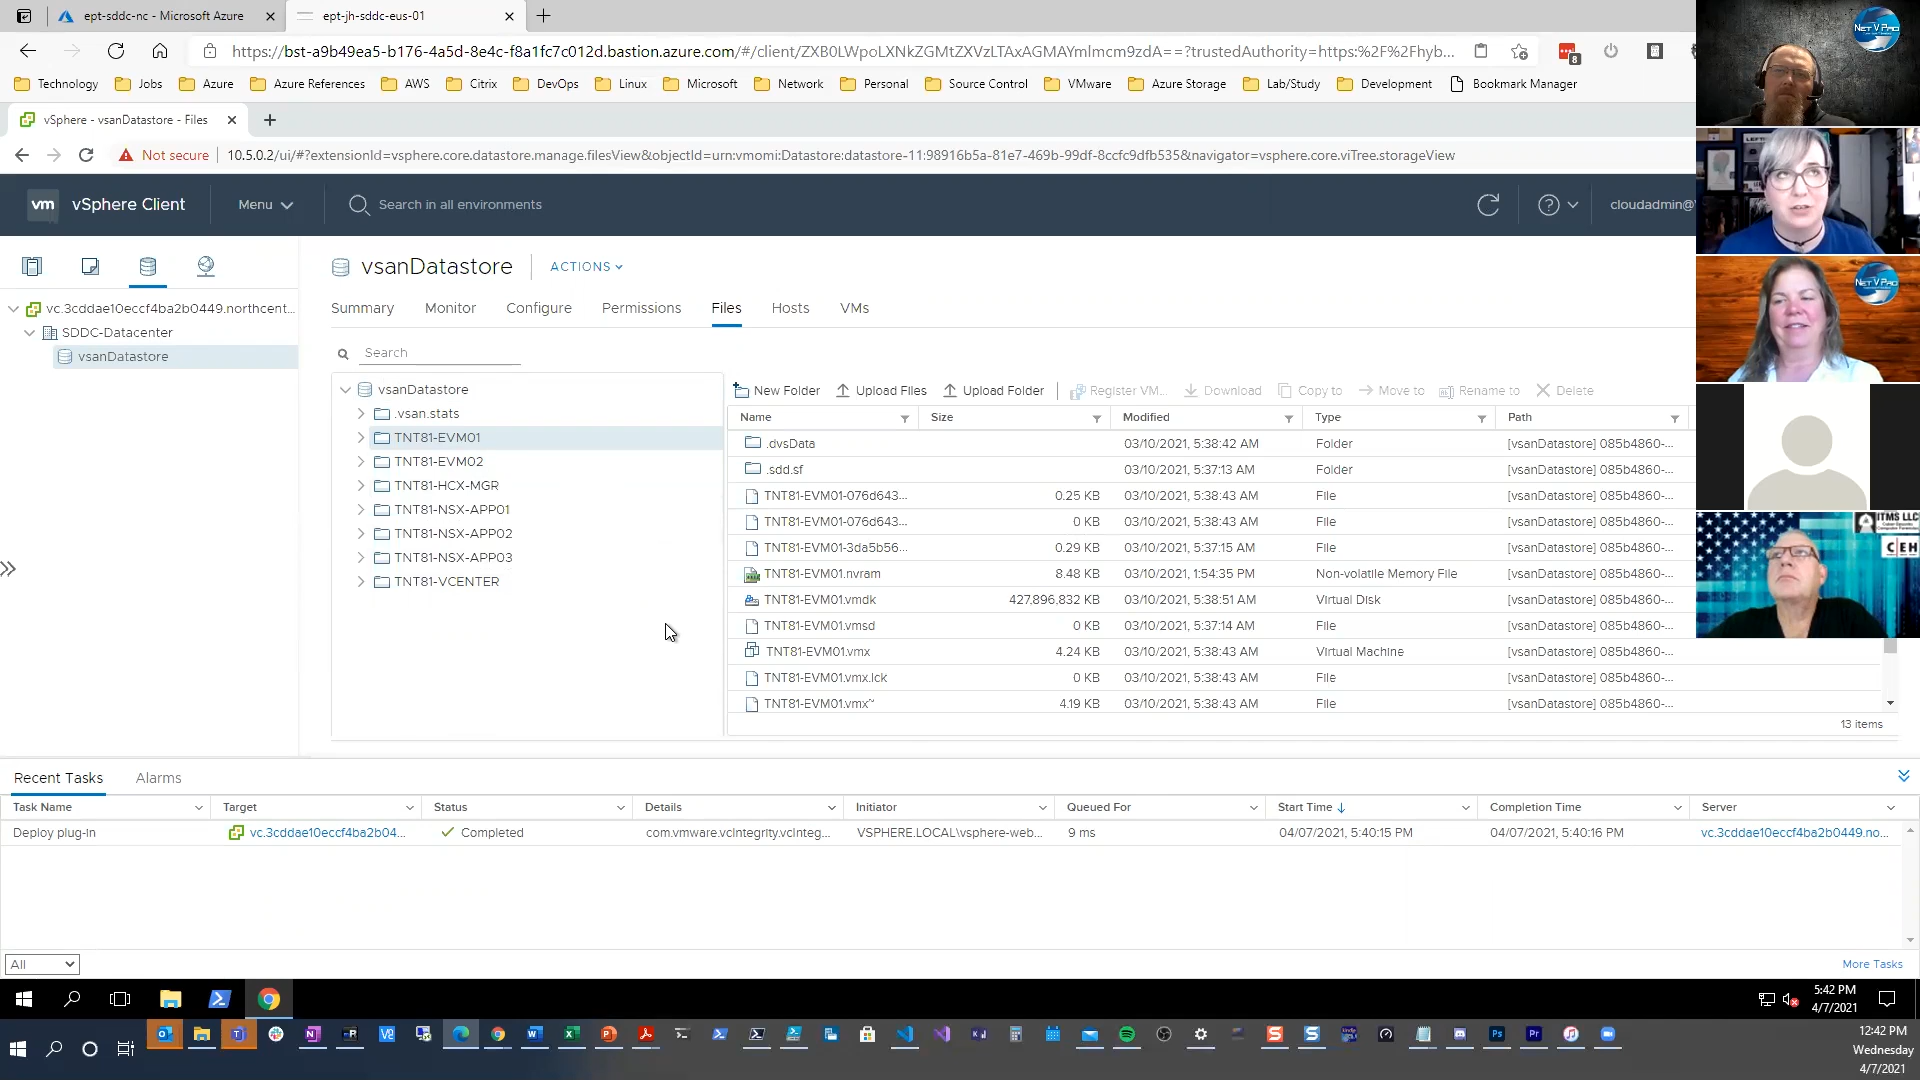 ept-sddc-nc - Microsoft Azure
ept-jh-sddc-eus-01
https://bst-a9b49ea5-b176-4a5d-8e4c-f8a1fc7c012d.bastion.azure.com/#/client/ZXB0LWpoLXNkZGMtZXVzLTAxAGMAYmlmcm9zdA==?trustedAuthority=https:%2F%2Fhyb...
8
Technology Jobs Azure Azure References AWS Citrix DevOps Linux Microsoft Network Personal Source Control VMware Azure Storage Lab/Study Development Bookmark Manager
vSphere - vsanDatastore - Files
Not secure 10.5.0.2/ui/#?extensionId=vsphere.core.datastore.manage.filesView&objectId=urn:vmomi:Datastore:datastore-11:98916b5a-81e7-469b-99df-8ccfc9dfb535&navigator=vsphere.core.viTree.storageView
vm vSphere Client Menu Search in all environments cloudadmin@
vsanDatastore ACTIONS
Summary Monitor Configure Permissions Files Hosts VMs
vc.3cddae10eccf4ba2b0449.northcent...
SDDC-Datacenter
vsanDatastore
Search
vsanDatastore
.vsan.stats
TNT81-EVM01
TNT81-EVM02
TNT81-HCX-MGR
TNT81-NSX-APP01
TNT81-NSX-APP02
TNT81-NSX-APP03
TNT81-VCENTER
New Folder Upload Files Upload Folder Register VM... Download Copy to Move to Rename to Delete
Name Size Modified Type Path
.dvsData 03/10/2021, 5:38:42 AM Folder [vsanDatastore] 085b4860-...
.sdd.sf 03/10/2021, 5:37:13 AM Folder [vsanDatastore] 085b4860-...
TNT81-EVM01-076d643... 0.25 KB 03/10/2021, 5:38:43 AM File [vsanDatastore] 085b4860-...
TNT81-EVM01-076d643... 0 KB 03/10/2021, 5:38:43 AM File [vsanDatastore] 085b4860-...
TNT81-EVM01-3da5b56... 0.29 KB 03/10/2021, 5:37:15 AM File [vsanDatastore] 085b4860-...
TNT81-EVM01.nvram 8.48 KB 03/10/2021, 1:54:35 PM Non-volatile Memory File [vsanDatastore] 085b4860-...
TNT81-EVM01.vmdk 427,896,832 KB 03/10/2021, 5:38:51 AM Virtual Disk [vsanDatastore] 085b4860-...
TNT81-EVM01.vmsd 0 KB 03/10/2021, 5:37:14 AM File [vsanDatastore] 085b4860-...
TNT81-EVM01.vmx 4.24 KB 03/10/2021, 5:38:43 AM Virtual Machine [vsanDatastore] 085b4860-...
TNT81-EVM01.vmx.lck 0 KB 03/10/2021, 5:38:43 AM File [vsanDatastore] 085b4860-...
TNT81-EVM01.vmx~ 4.19 KB 03/10/2021, 5:38:43 AM File [vsanDatastore] 085b4860-...
13 items
NET V PRO
NET V PRO
ITMS LLC
C|EH
Recent Tasks Alarms
Task Name Target Status Details Initiator Queued For Start Time Completion Time Server
Deploy plug-in vc.3cddae10eccf4ba2b04... Completed com.vmware.vcIntegrity.vcInteg... VSPHERE.LOCAL\vsphere-web... 9 ms 04/07/2021, 5:40:15 PM 04/07/2021, 5:40:16 PM vc.3cddae10eccf4ba2b0449.no...
All More Tasks
5:42 PM
4/7/2021
12:42 PM
Wednesday
4/7/2021